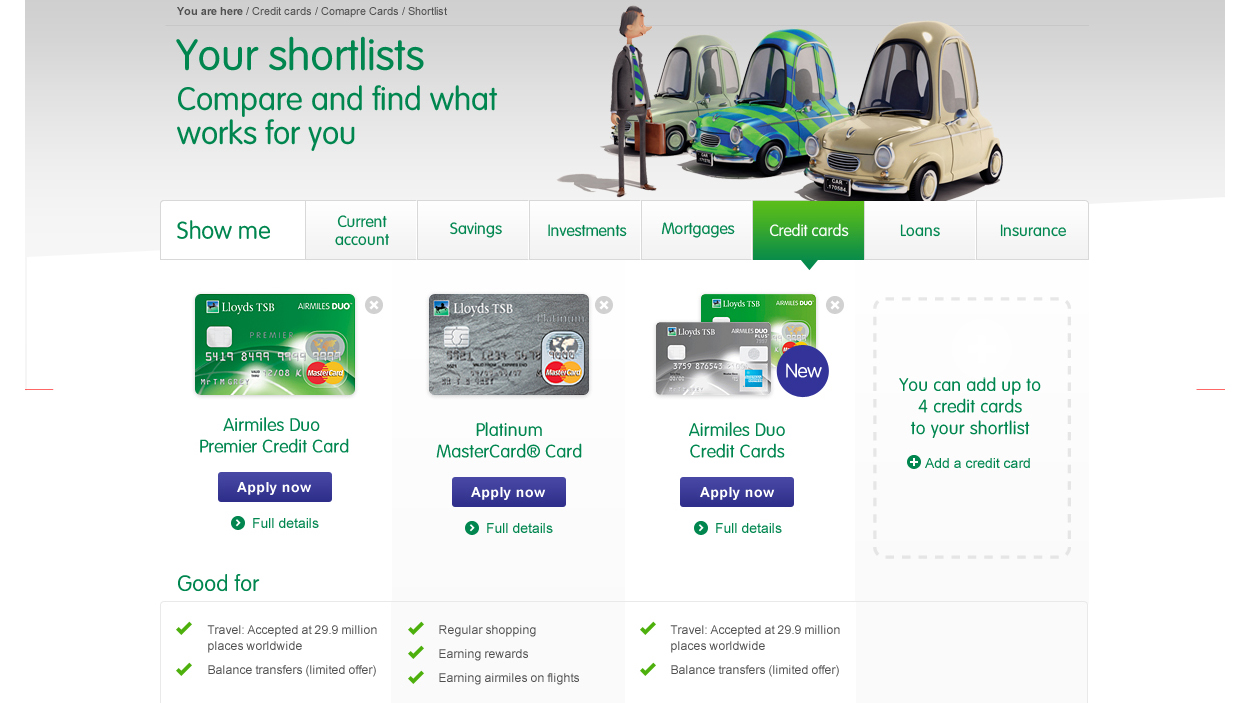 You are here / Credit cards / Comapre Cards / Shortlist
Your shortlists
Compare and find what
works for you
Show me
Current
account
Savings
Investments
Mortgages
Credit cards
Loans
Insurance
CAR
CAR
170584
Lloyds TSB AIRMILES DUO
PREMIER
5419 8499 9999 9999
12/08
Mr T M GREY
MasterCard
Lloyds TSB
Platinum
MasterCard
Lloyds TSB AIRMILES DUO
Lloyds TSB AIRMILES DUO
PLUS
3759 876543
New
Airmiles Duo
Premier Credit Card
Apply now
Full details
Platinum
MasterCard® Card
Apply now
Full details
Airmiles Duo
Credit Cards
Apply now
Full details
You can add up to
4 credit cards
to your shortlist
Add a credit card
Good for
Travel: Accepted at 29.9 million
places worldwide
Balance transfers (limited offer)
Regular shopping
Earning rewards
Earning airmiles on flights
Travel: Accepted at 29.9 million
places worldwide
Balance transfers (limited offer)